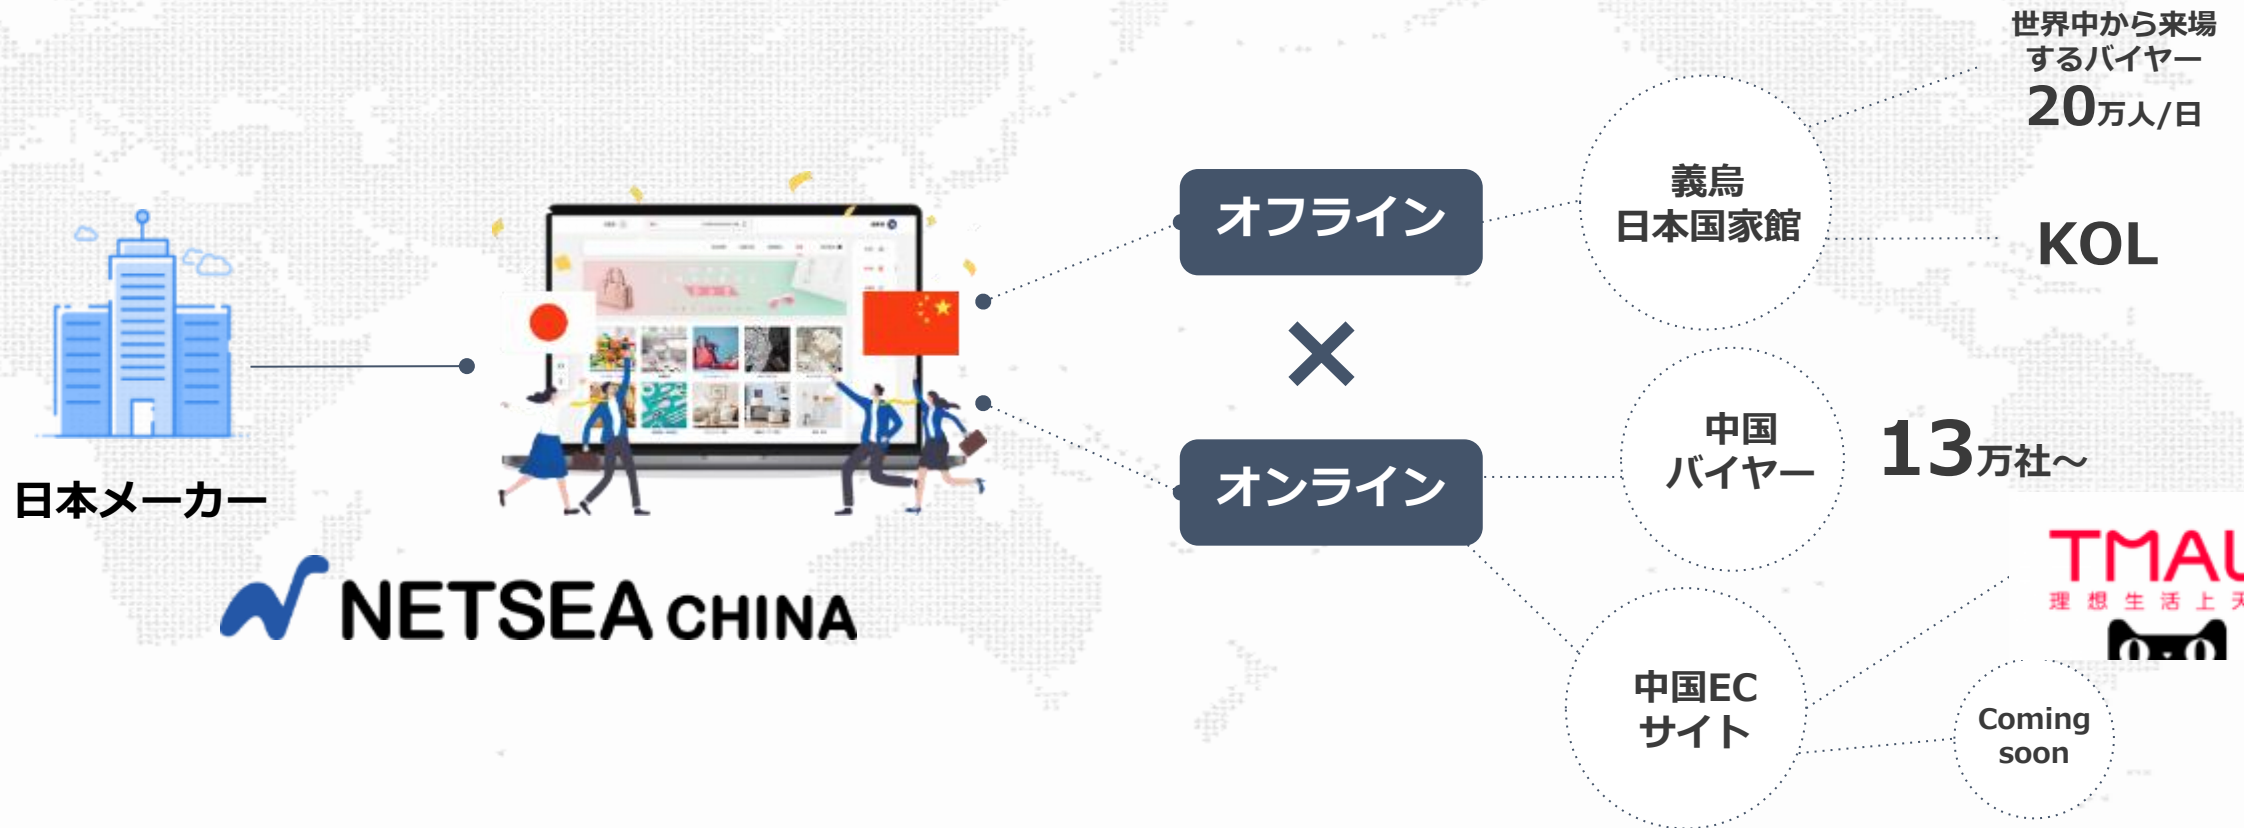 世界中から来場
するバイヤー
20万人/日
オフライン
義烏
日本国家館
KOL
×
日本メーカー
中国
バイヤー
13万社～
オンライン
NETSEA CHINA
TMALL
理想生活上天
中国EC
サイト
Coming
soon